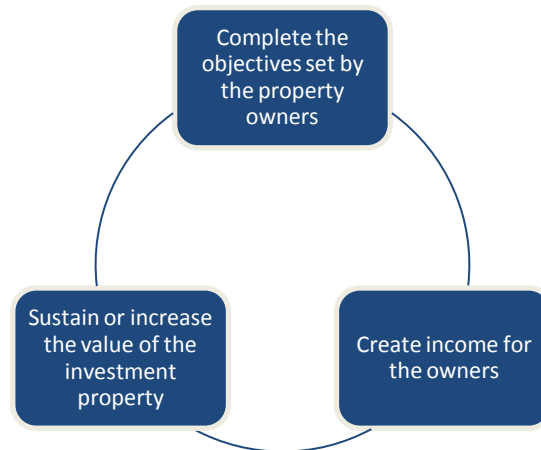 Complete the
objectives set by
the property
owners
Sustain or increase
the value of the
investment
property
Create income for
the owners